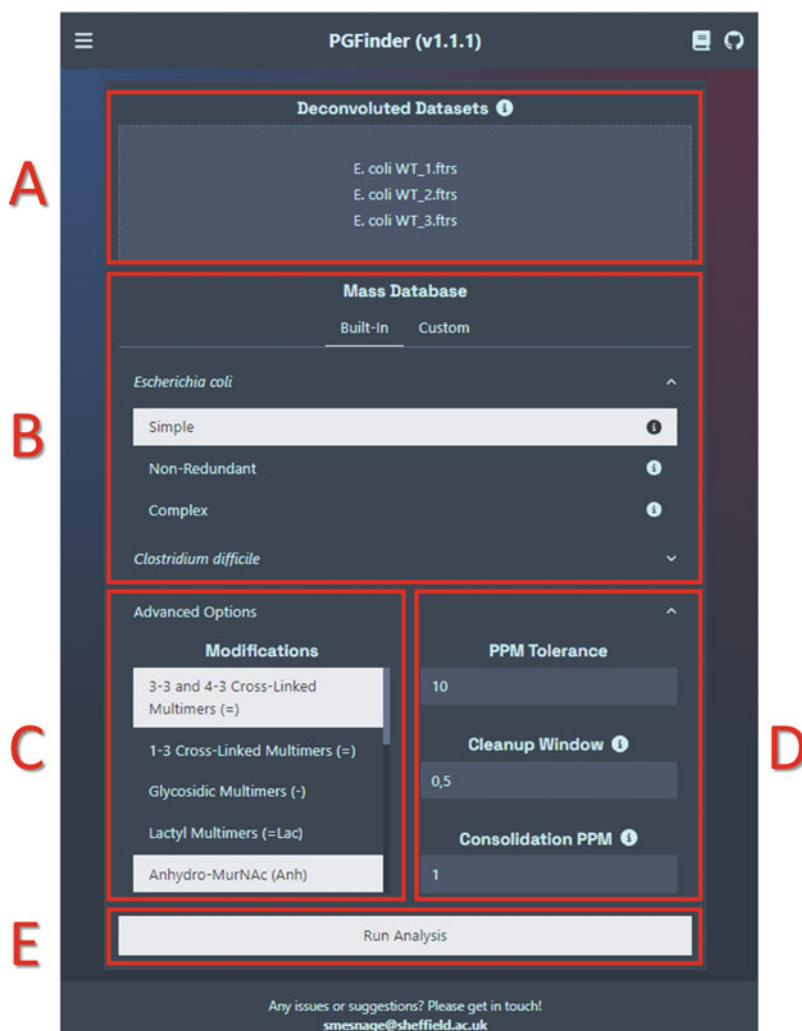 PGFinder (v1.1.1)
A
Deconvoluted Datasets
E. coli WT_1.ftrs
E. coli WT_2.ftrs
E. coli WT_3.ftrs
B
Mass Database
Built-In Custom
Escherichia coli
Simple
Non-Redundant
Complex
Clostridium difficile
C
Advanced Options
Modifications
3-3 and 4-3 Cross-Linked
Multimers (=)
1-3 Cross-Linked Multimers (=)
Glycosidic Multimers (-)
Lactyl Multimers (=Lac)
Anhydro-MurNAc (Anh)
D
PPM Tolerance
10
Cleanup Window
0,5
Consolidation PPM
1
E
Run Analysis
Any issues or suggestions? Please get in touch!
smesnage@sheffield.ac.uk